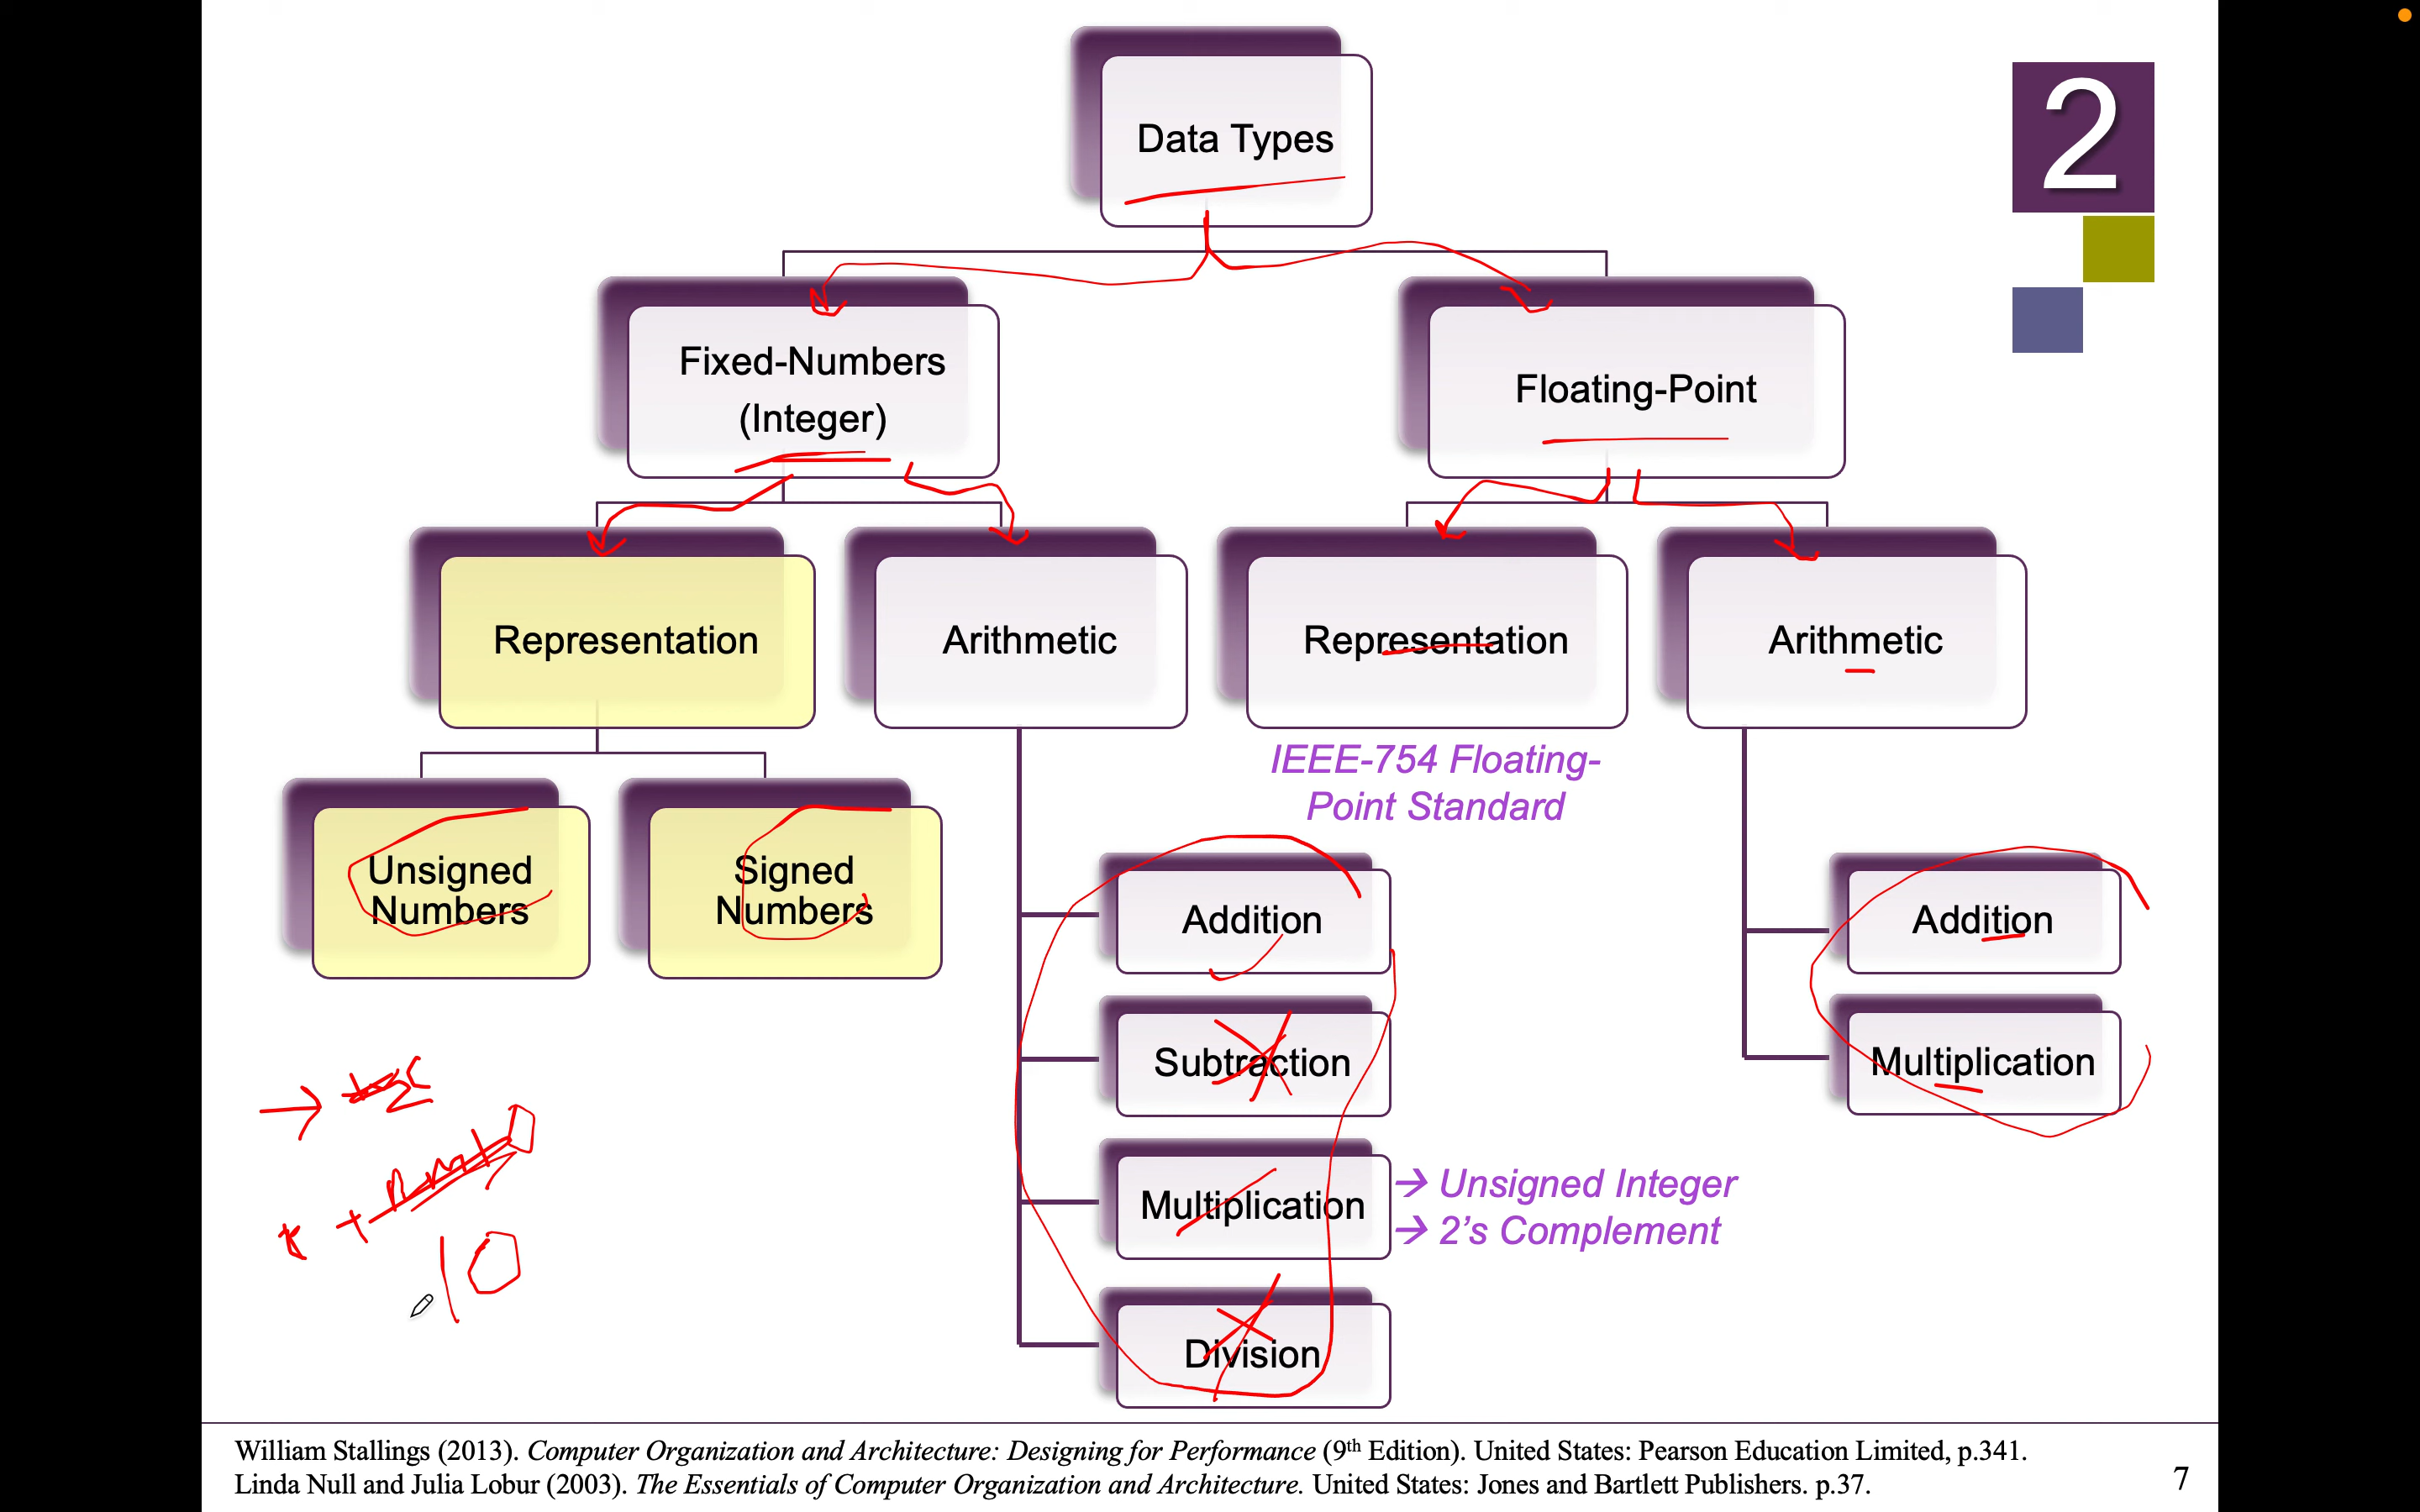 Data Types
2
Fixed-Numbers
(Integer)
Floating-Point
Representation
Arithmetic
Representation
Arithmetic
IEEE-754 Floating-
Point Standard
Unsigned
Numbers
Signed
Numbers
Addition
Subtraction
Multiplication
Division
→ Unsigned Integer
→ 2’s Complement
Addition
Multiplication
10
William Stallings (2013). Computer Organization and Architecture: Designing for Performance (9th Edition). United States: Pearson Education Limited, p.341.
Linda Null and Julia Lobur (2003). The Essentials of Computer Organization and Architecture. United States: Jones and Bartlett Publishers. p.37.
7